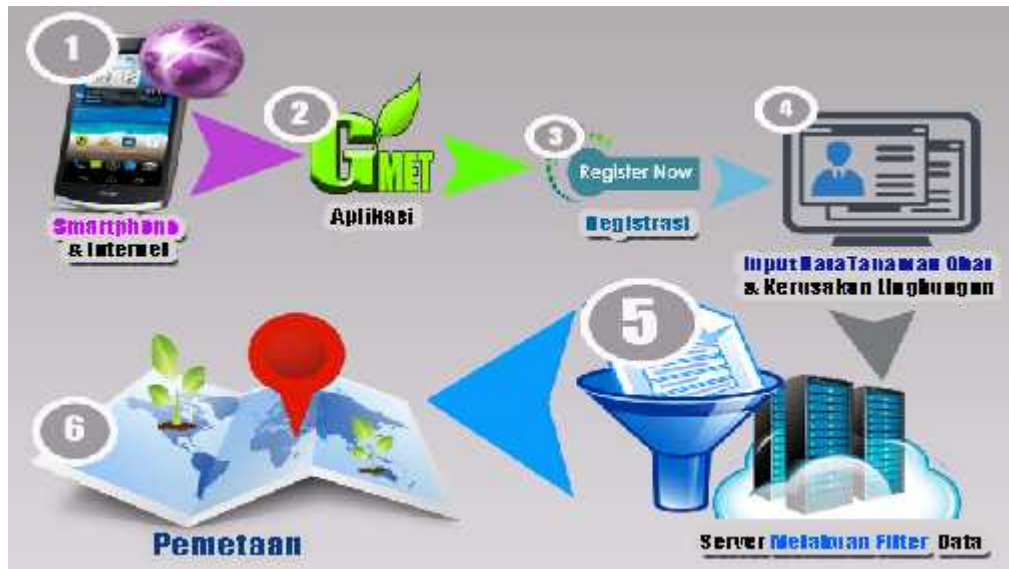 1
Smartphone
& Internet
2
GMET
Aplikasi
3
Register Now
Registrasi
4
Input Data Tanaman Obat
& Kerusakan Lingkungan
5
Server Melakuan Filter Data
6
Pemetaan